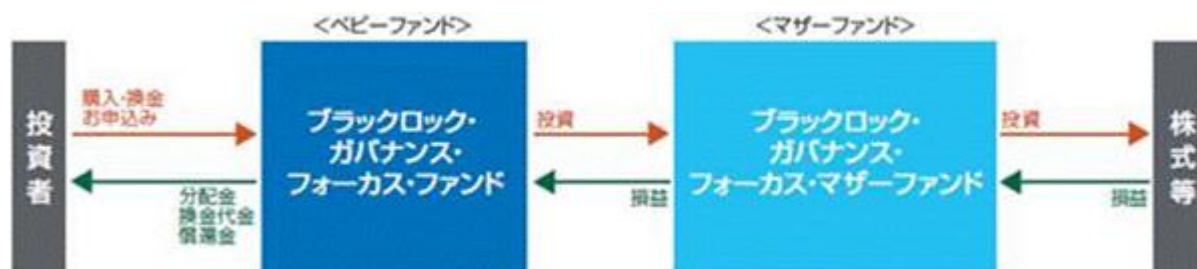 <ベビーファンド>
<マザーファンド>
投資者
購入・換金
お申込み
分配金
換金代金
償還金
ブラックロック・
ガバナンス・
フォーカス・ファンド
投資
損益
ブラックロック・
ガバナンス・
フォーカス・マザーファンド
投資
損益
株式等